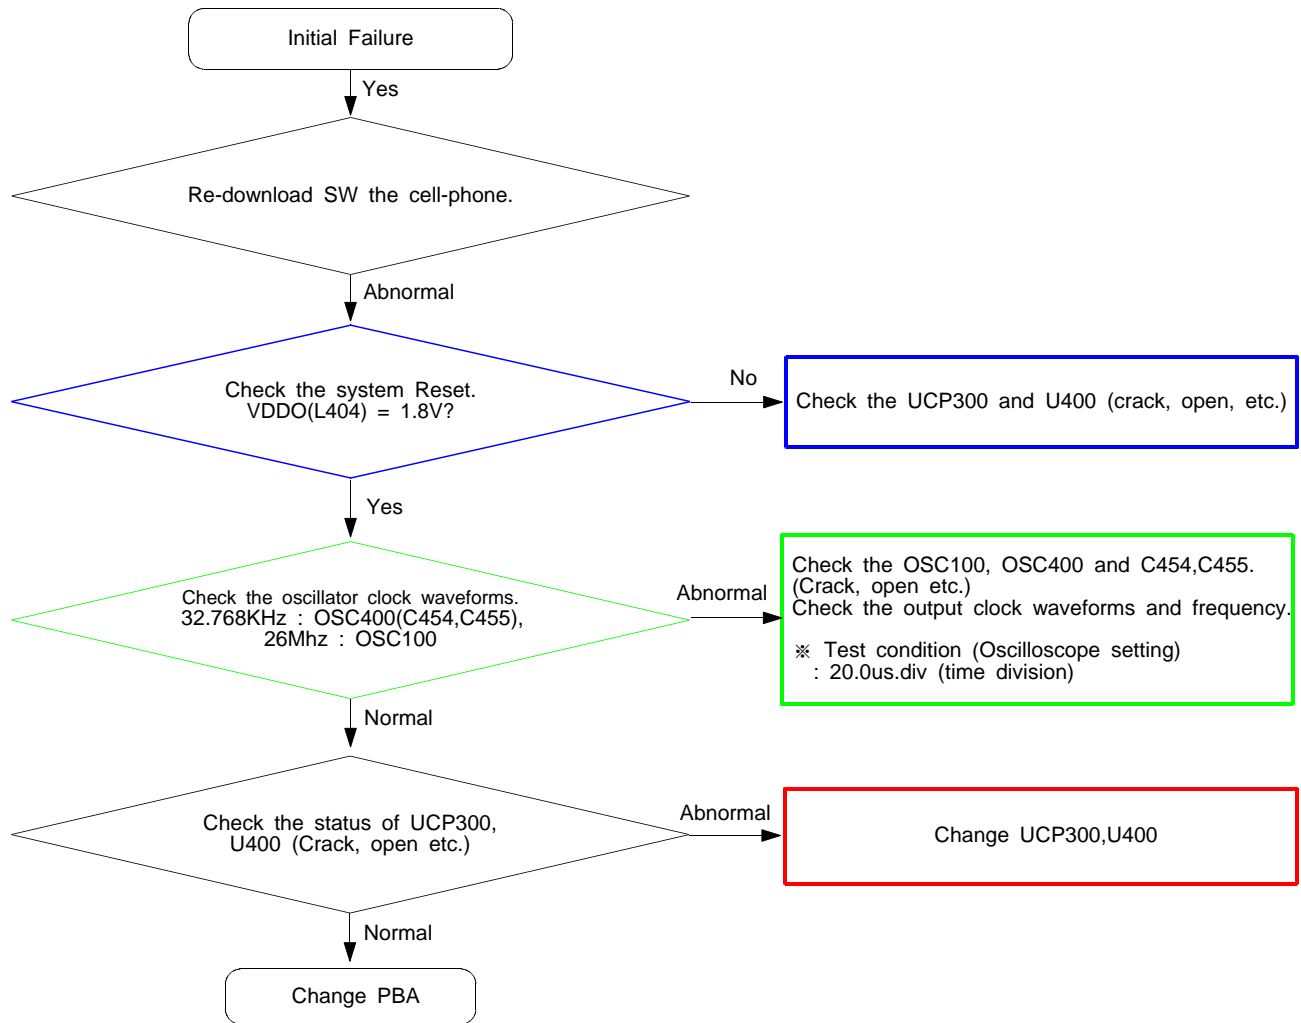 Initial Failure
Yes
Re-download SW the cell-phone.
Abnormal
Check the system Reset.
VDDO(L404) = 1.8V?
No
Check the UCP300 and U400 (crack, open, etc.)
Yes
Check the oscillator clock waveforms.
32.768KHz : OSC400(C454,C455),
26Mhz : OSC100
Abnormal
Check the OSC100, OSC400 and C454,C455.
(Crack, open etc.)
Check the output clock waveforms and frequency.
※ Test condition (Oscilloscope setting)
: 20.0us.div (time division)
Normal
Check the status of UCP300,
U400 (Crack, open etc.)
Abnormal
Change UCP300,U400
Normal
Change PBA